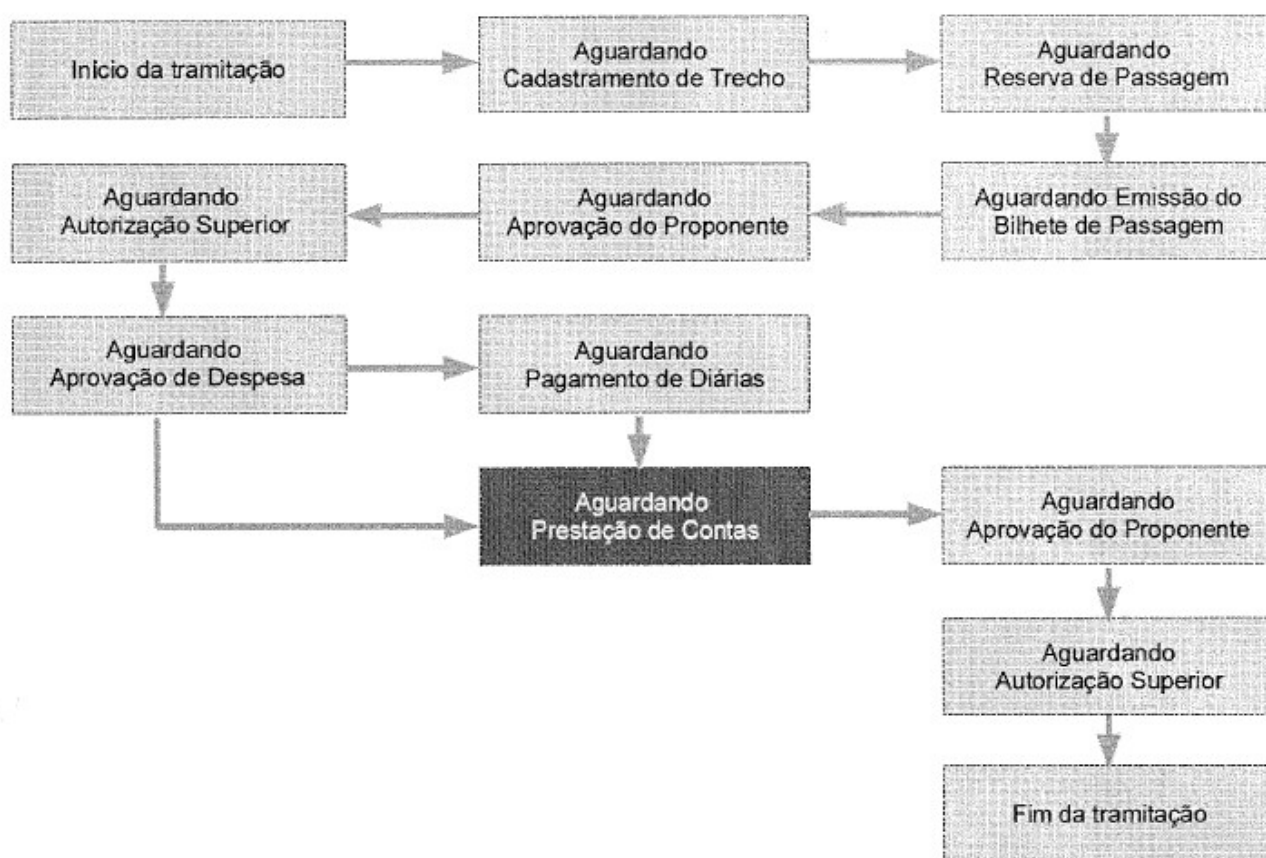 Início da tramitação
Aguardando
Cadastramento de Trecho
Aguardando
Reserva de Passagem
Aguardando
Autorização Superior
Aguardando
Aprovação do Proponente
Aguardando Emissão do
Bilhete de Passagem
Aguardando
Aprovação de Despesa
Aguardando
Pagamento de Diárias
Aguardando
Prestação de Contas
Aguardando
Aprovação do Proponente
Aguardando
Autorização Superior
Fim da tramitação